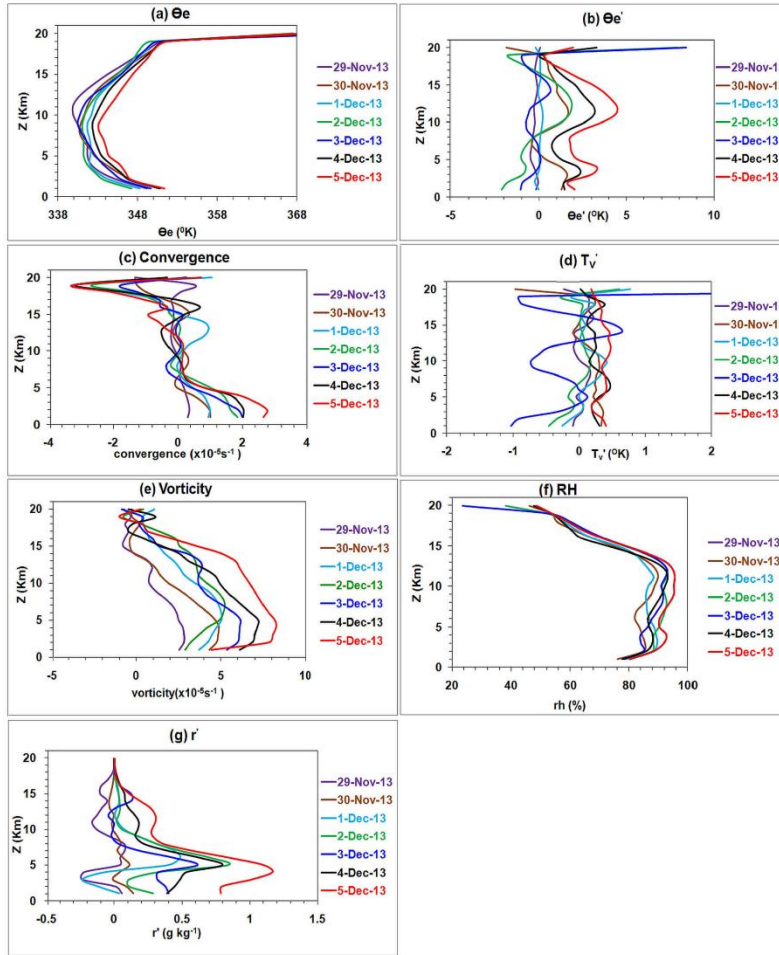 (a) Θe
Z (Km)
20
15
10
5
0
338
348
358
368
Θe (⁰K)
29-Nov-13
30-Nov-13
1-Dec-13
2-Dec-13
3-Dec-13
4-Dec-13
5-Dec-13
(b) Θe'
Z (Km)
20
15
10
5
0
-5
0
5
10
Θe' (⁰K)
29-Nov-1
30-Nov-1
1-Dec-13
2-Dec-13
3-Dec-13
4-Dec-13
5-Dec-13
(c) Convergence
Z (Km)
20
15
10
5
0
-4
-2
0
2
4
convergence (x10⁻⁵s⁻¹)
29-Nov-13
30-Nov-13
1-Dec-13
2-Dec-13
3-Dec-13
4-Dec-13
5-Dec-13
(d) Tᵥ'
Z (Km)
20
15
10
5
0
-1
0
1
2
Tᵥ' (⁰K)
29-Nov-1
30-Nov-1
1-Dec-13
2-Dec-13
3-Dec-13
4-Dec-13
5-Dec-13
(e) Vorticity
Z (Km)
20
15
10
5
0
-5
0
5
10
vorticity(x10⁻⁵s⁻¹)
29-Nov-13
30-Nov-13
1-Dec-13
2-Dec-13
3-Dec-13
4-Dec-13
5-Dec-13
(f) RH
Z (Km)
20
15
10
5
0
20
40
60
80
100
rh (%)
29-Nov-13
30-Nov-13
1-Dec-13
2-Dec-13
3-Dec-13
4-Dec-13
5-Dec-13
(g) r'
Z (Km)
20
15
10
5
0
-0.5
0
0.5
1
1.5
r' (g kg⁻¹)
29-Nov-13
30-Nov-13
1-Dec-13
2-Dec-13
3-Dec-13
4-Dec-13
5-Dec-13